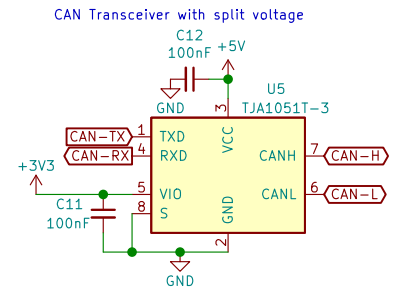 CAN Transceiver with split voltage
C12
100nF
+5V
GND
U5
TJA1051T-3
3
VCC
CAN-TX
1
TXD
CAN-RX
4
RXD
CANH
7
CAN-H
+3V3
5
VIO
CANL
6
CAN-L
C11
100nF
8
S
GND
2
GND